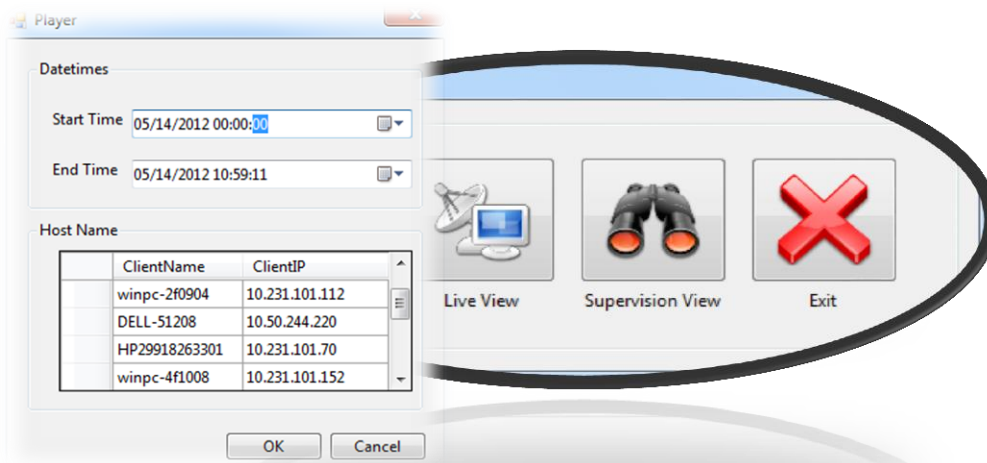 Player
Datetimes
Start Time 05/14/2012 00:00:00
End Time 05/14/2012 10:59:11
Host Name
ClientName ClientIP
winpc-2f0904 10.231.101.112
DELL-51208 10.50.244.220
HP29918263301 10.231.101.70
winpc-4f1008 10.231.101.152
OK Cancel
Live View Supervision View Exit